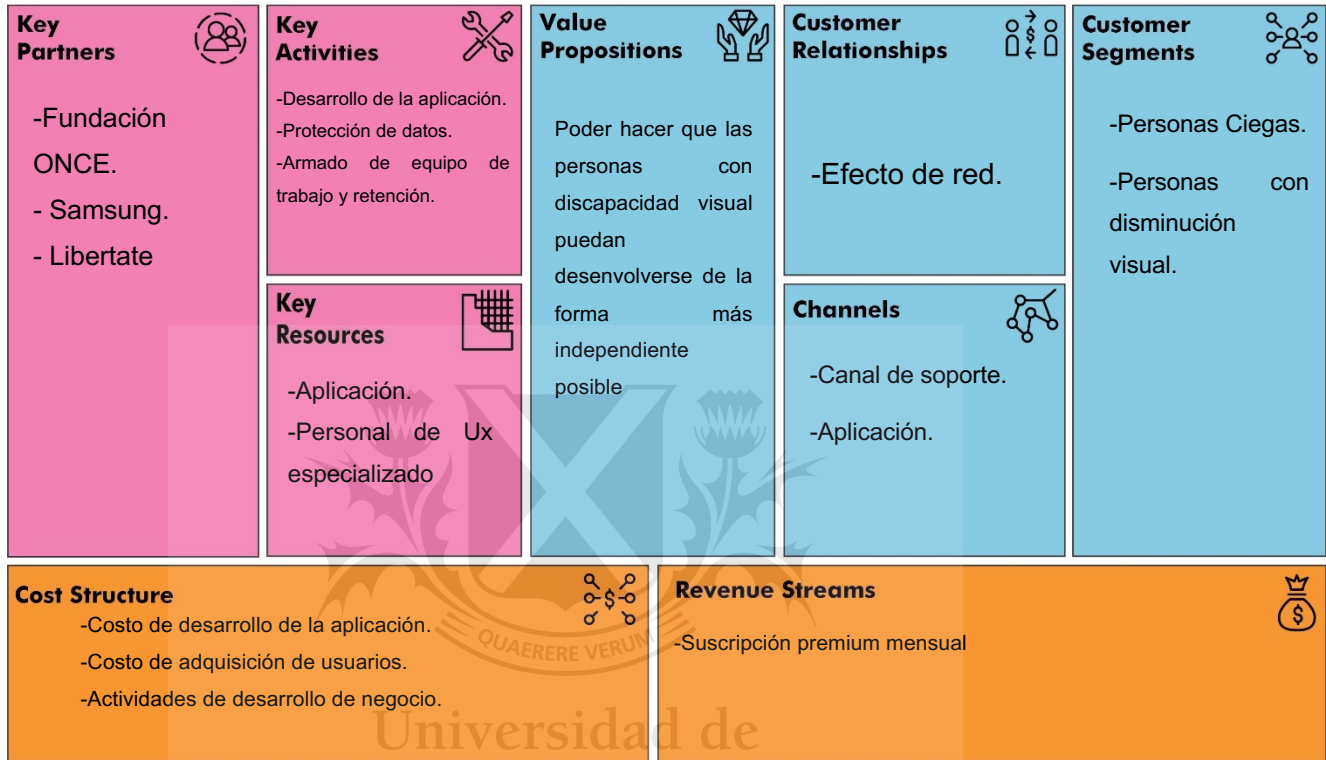 Key
Partners
-Fundación
ONCE.
- Samsung.
- Libertate
Key
Activities
-Desarrollo de la aplicación.
-Protección de datos.
-Armado de equipo de
trabajo y retención.
Key
Resources
-Aplicación.
-Personal de Ux
especializado
Value
Propositions
Poder hacer que las
personas con
discapacidad visual
puedan
desenvolverse de la
forma más
independiente
posible
Customer
Relationships
$
-Efecto de red.
Channels
-Canal de soporte.
-Aplicación.
Customer
Segments
-Personas Ciegas.
-Personas con
disminución
visual.
Cost Structure
$
-Costo de desarrollo de la aplicación.
-Costo de adquisición de usuarios.
-Actividades de desarrollo de negocio.
Revenue Streams
$
-Suscripción premium mensual
QUAERERE VERUM
Universidad de